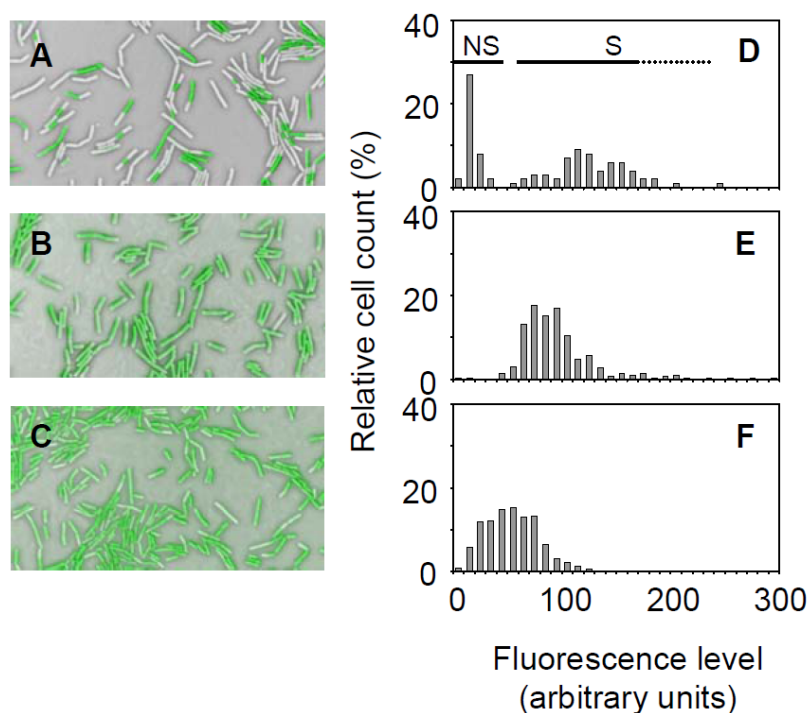 A
B
C
Relative cell count (%)
NS
S
D
40
20
0
E
40
20
0
F
40
20
0
0
100
200
300
Fluorescence level
(arbitrary units)